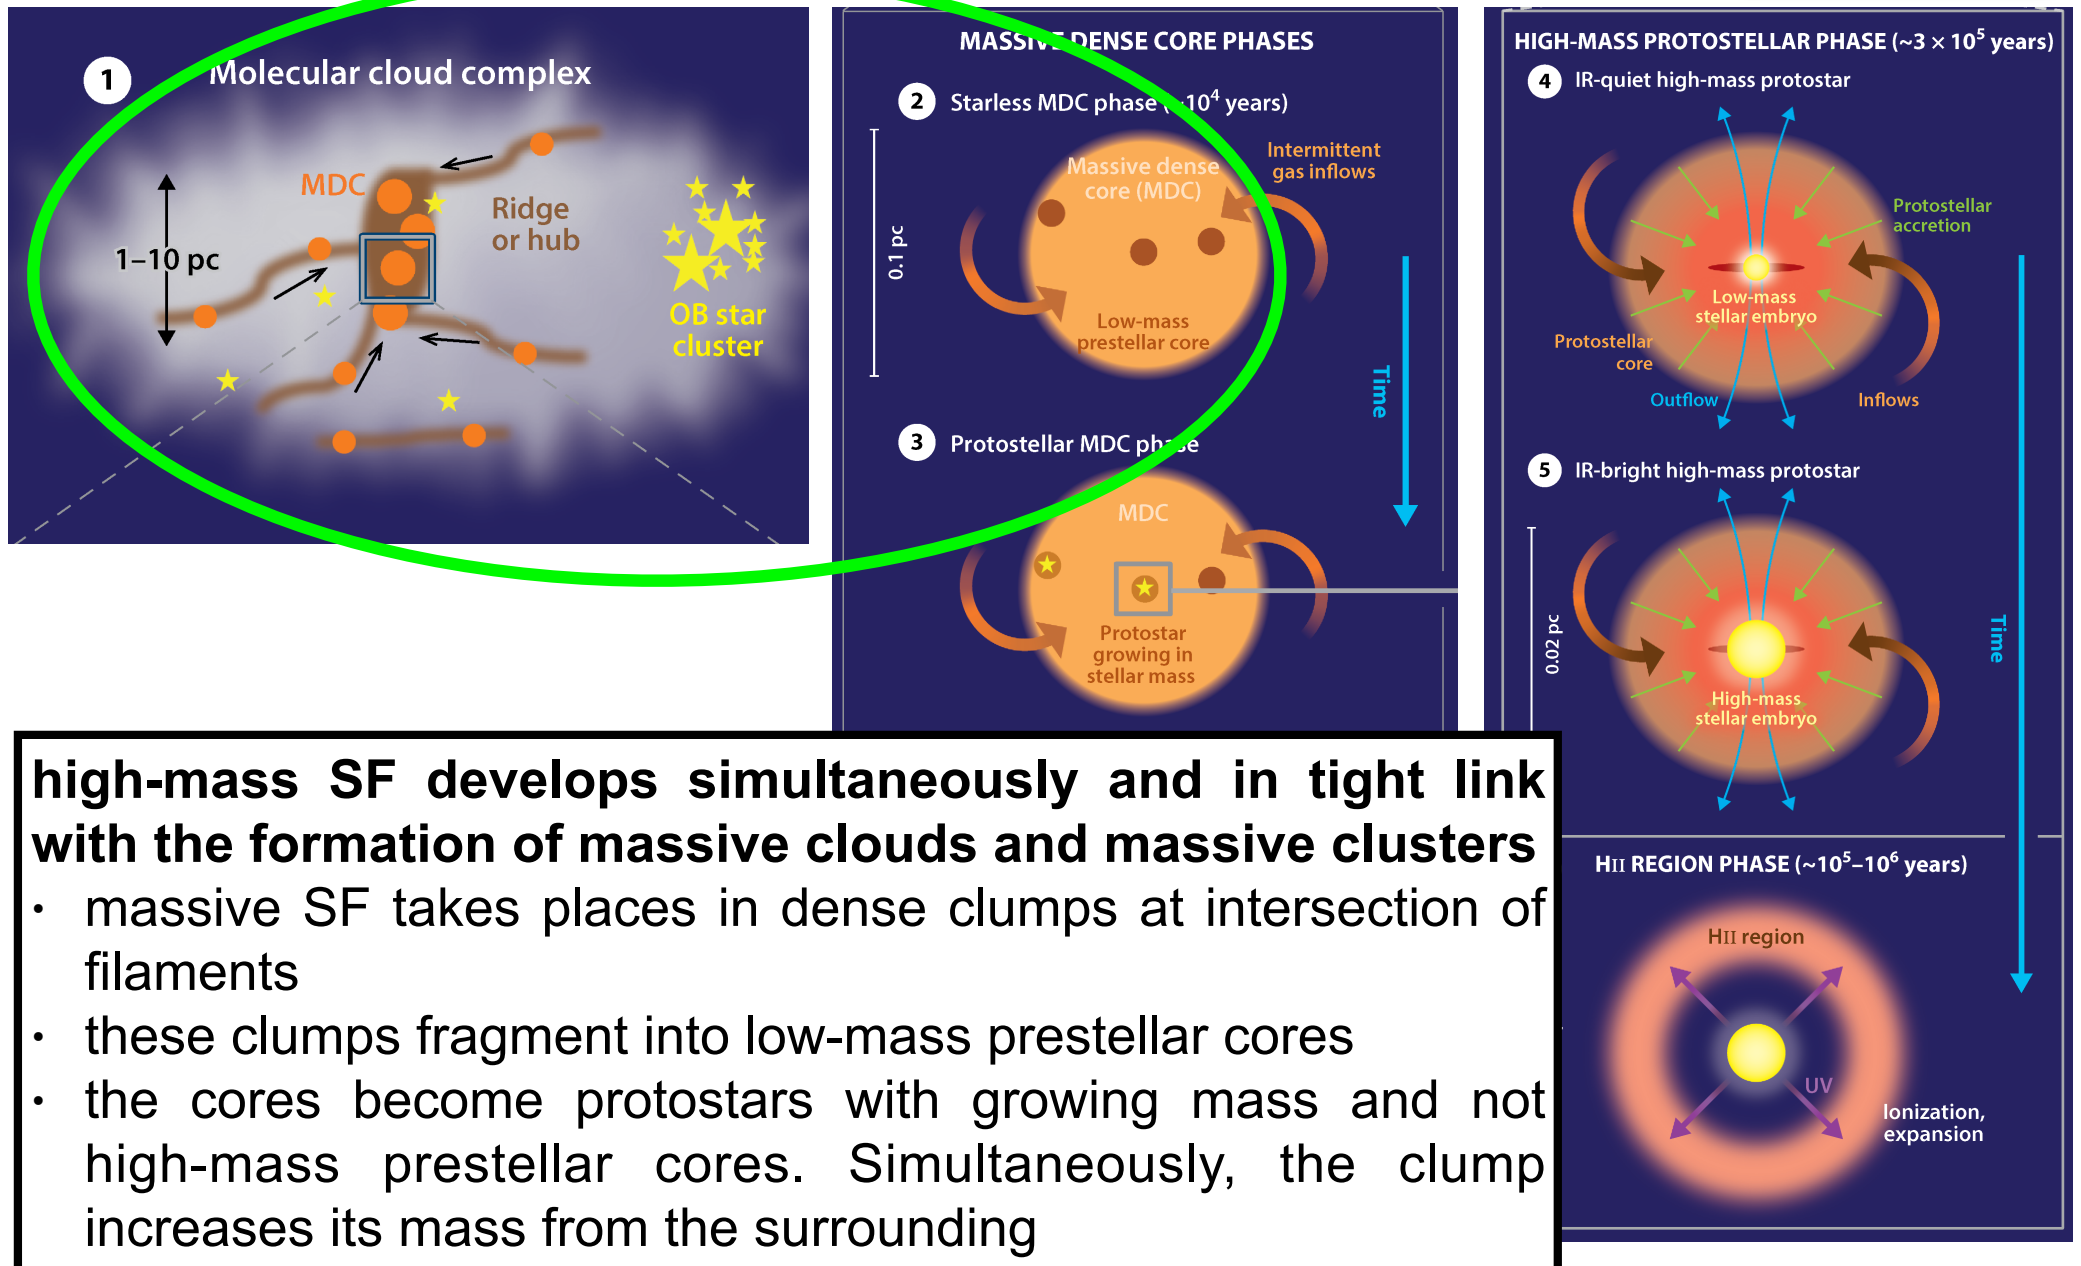 1
Molecular cloud complex
MDC
Ridge
or hub
1–10 pc
OB star
cluster
MASSIVE DENSE CORE PHASES
2 Starless MDC phase (~10⁴ years)
Massive dense
core (MDC)
Intermittent
gas inflows
0.1 pc
Low-mass
prestellar core
Time
3 Protostellar MDC phase
MDC
Protostar
growing in
stellar mass
HIGH-MASS PROTOSTELLAR PHASE (~3 × 10⁵ years)
4 IR-quiet high-mass protostar
Protostellar
accretion
Low-mass
stellar embryo
Protostellar
core
Outflow
Inflows
5 IR-bright high-mass protostar
0.02 pc
Time
High-mass
stellar embryo
HII REGION PHASE (~10⁵–10⁶ years)
HII region
UV
Ionization,
expansion
high-mass SF develops simultaneously and in tight link
with the formation of massive clouds and massive clusters
· massive SF takes places in dense clumps at intersection of
filaments
· these clumps fragment into low-mass prestellar cores
· the cores become protostars with growing mass and not
high-mass prestellar cores. Simultaneously, the clump
increases its mass from the surrounding